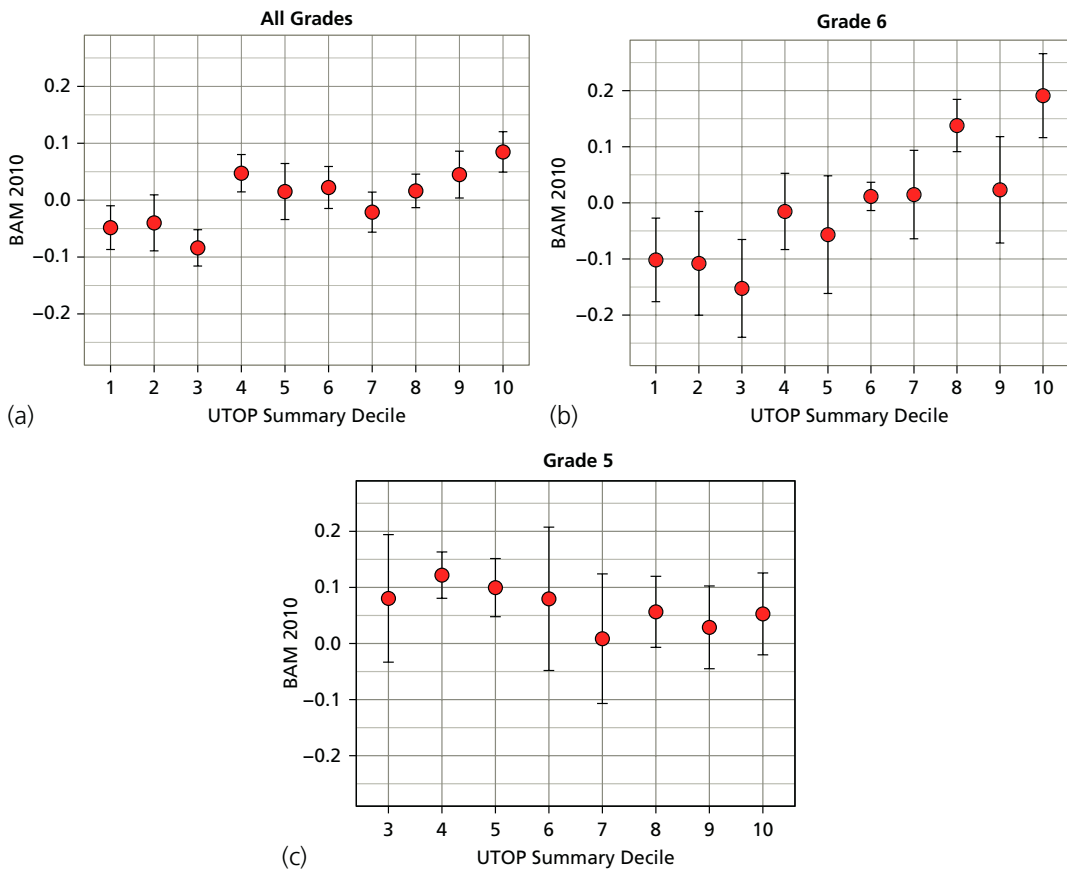 All Grades
BAM 2010
0.2
0.1
0.0
−0.1
−0.2
1 2 3 4 5 6 7 8 9 10
UTOP Summary Decile
(a)
Grade 6
BAM 2010
0.2
0.1
0.0
−0.1
−0.2
1 2 3 4 5 6 7 8 9 10
UTOP Summary Decile
(b)
Grade 5
BAM 2010
0.2
0.1
0.0
−0.1
−0.2
3 4 5 6 7 8 9 10
UTOP Summary Decile
(c)